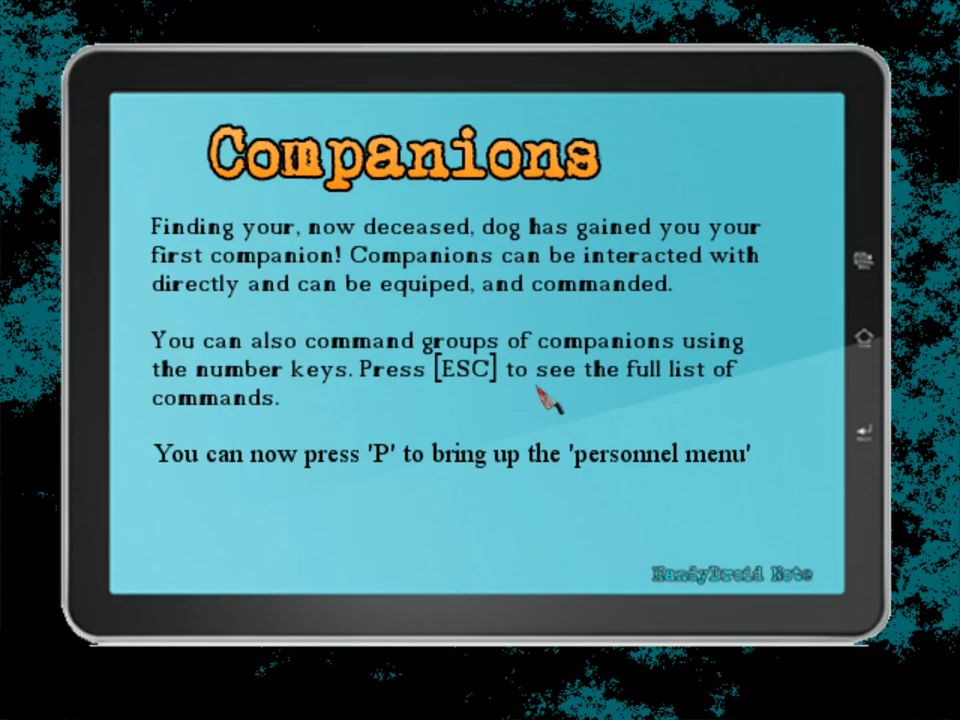 Companions
Finding your, now deceased, dog has gained you your
first companion! Companions can be interacted with
directly and can be equiped, and commanded.
You can also command groups of companions using
the number keys. Press [ESC] to see the full list of
commands.
You can now press 'P' to bring up the 'personnel menu'
HandyDroid Note